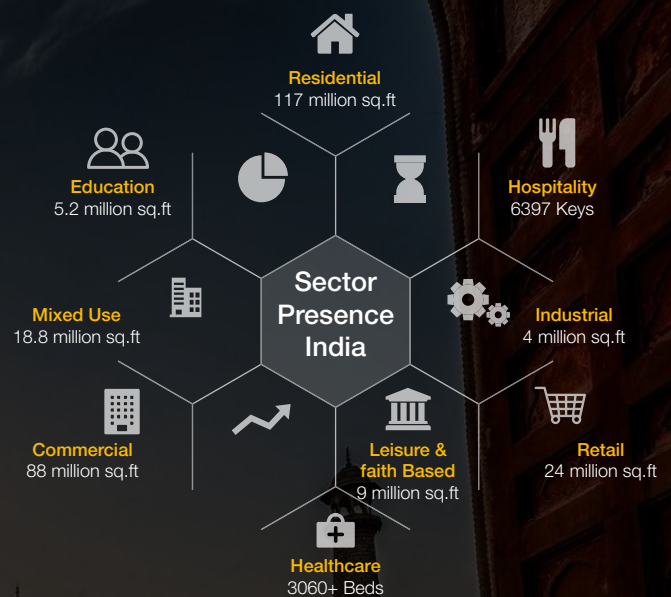 Residential
117 million sq.ft
Education
5.2 million sq.ft
Hospitality
6397 Keys
Sector
Presence
India
Mixed Use
18.8 million sq.ft
Industrial
4 million sq.ft
Commercial
88 million sq.ft
Leisure &
faith Based
9 million sq.ft
Retail
24 million sq.ft
Healthcare
3060+ Beds